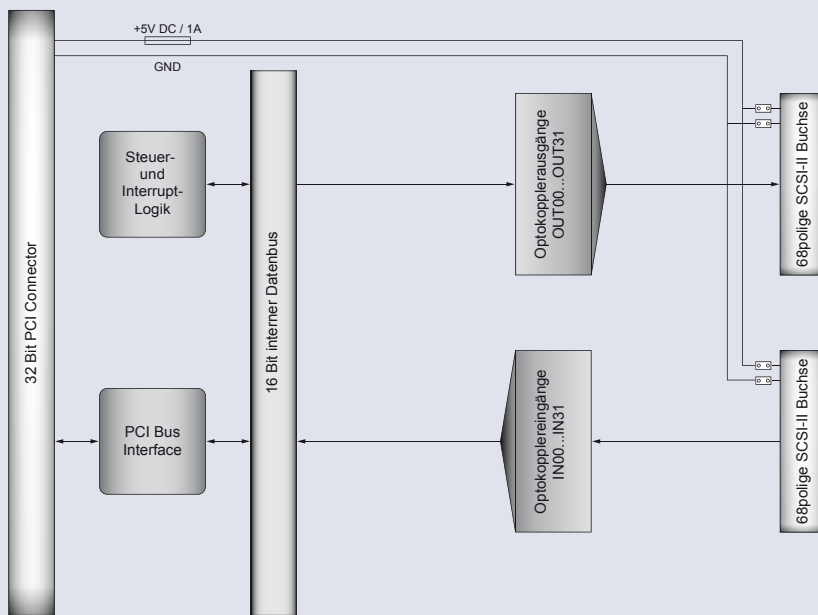 +5V DC / 1A
GND
32 Bit PCI Connector
Steuer-
und
Interrupt-
Logik
PCI Bus
Interface
16 Bit interner Datenbus
Optokopplerausgänge
OUT00...OUT31
68polige SCSI-II Buchse
Optokopplereingänge
IN00...IN31
68polige SCSI-II Buchse